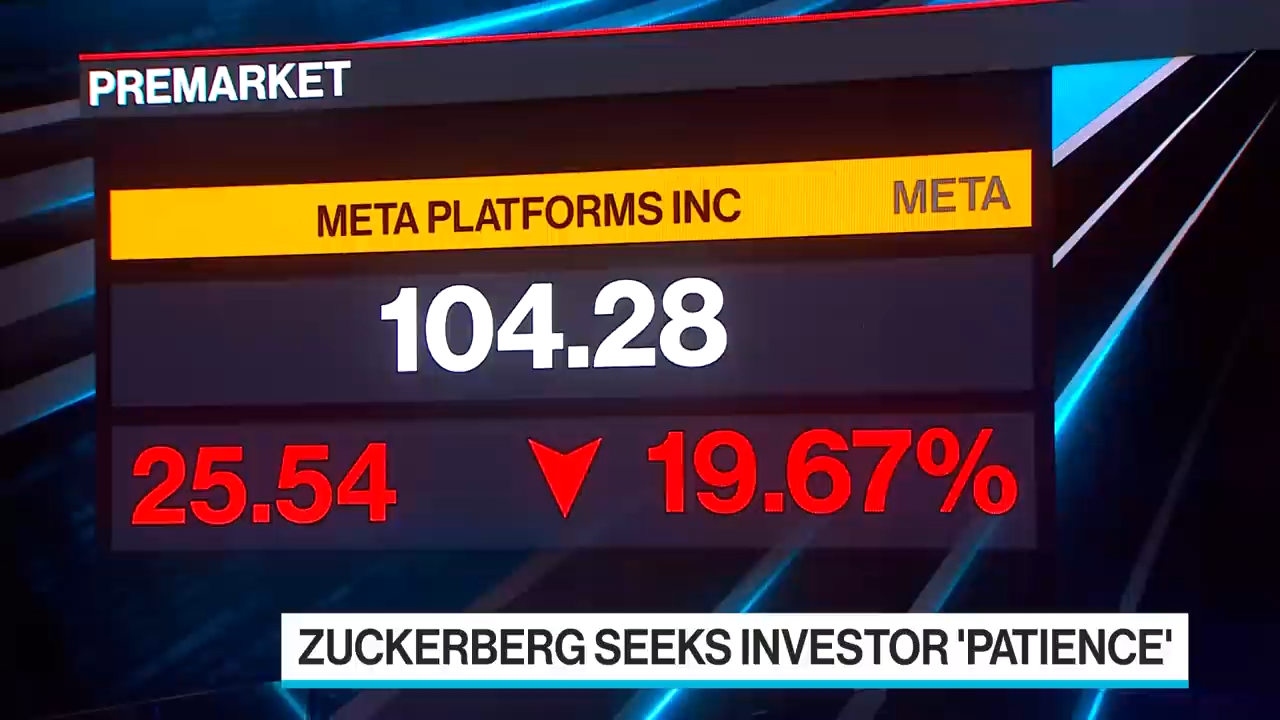 PREMARKET
META PLATFORMS INC META
104.28
25.54 ▼ 19.67%
ZUCKERBERG SEEKS INVESTOR 'PATIENCE'